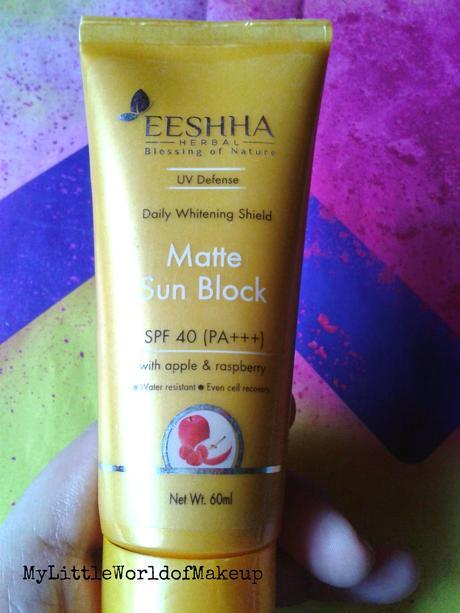 EESHHA
HERBAL
Blessing of Nature
UV Defense
Daily Whitening Shield
Matte
Sun Block
SPF 40 (PA+++)
with apple & raspberry
● Water resistant ● Even cell recovery
Net Wt. 60ml
MyLittleWorldofMakeup